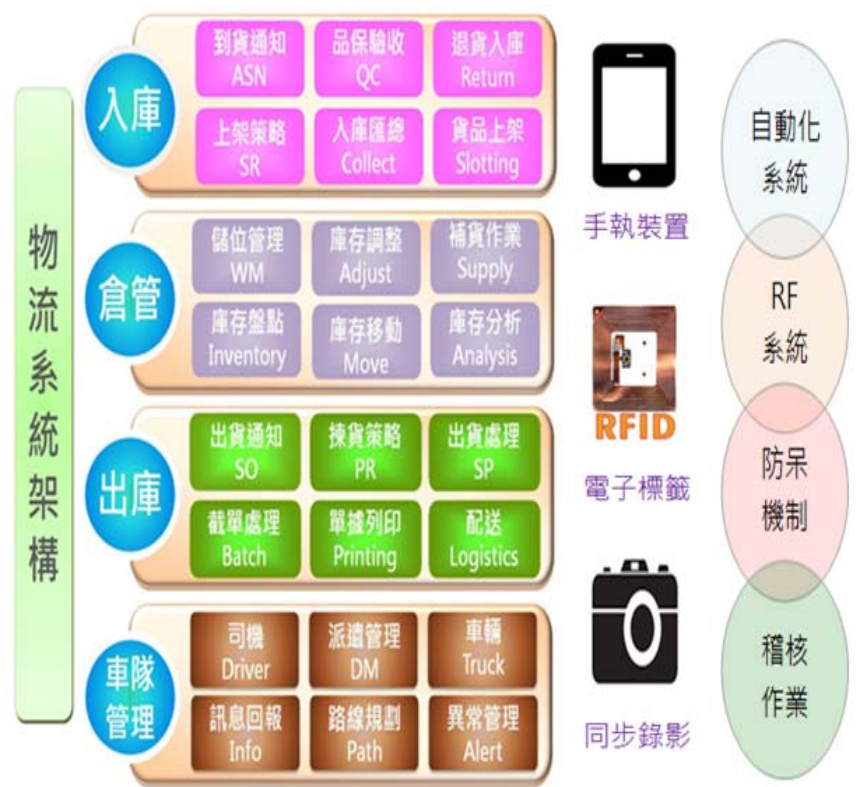 物流系統架構
入庫
到貨通知
ASN
品保驗收
QC
退貨入庫
Return
上架策略
SR
入庫匯總
Collect
貨品上架
Slotting
倉管
儲位管理
WM
庫存調整
Adjust
補貨作業
Supply
庫存盤點
Inventory
庫存移動
Move
庫存分析
Analysis
出庫
出貨通知
SO
揀貨策略
PR
出貨處理
SP
截單處理
Batch
單據列印
Printing
配送
Logistics
車隊
管理
司機
Driver
派遣管理
DM
車輛
Truck
訊息回報
Info
路線規劃
Path
異常管理
Alert
手執裝置
RFID
電子標籤
同步錄影
自動化
系統
RF
系統
防呆
機制
稽核
作業